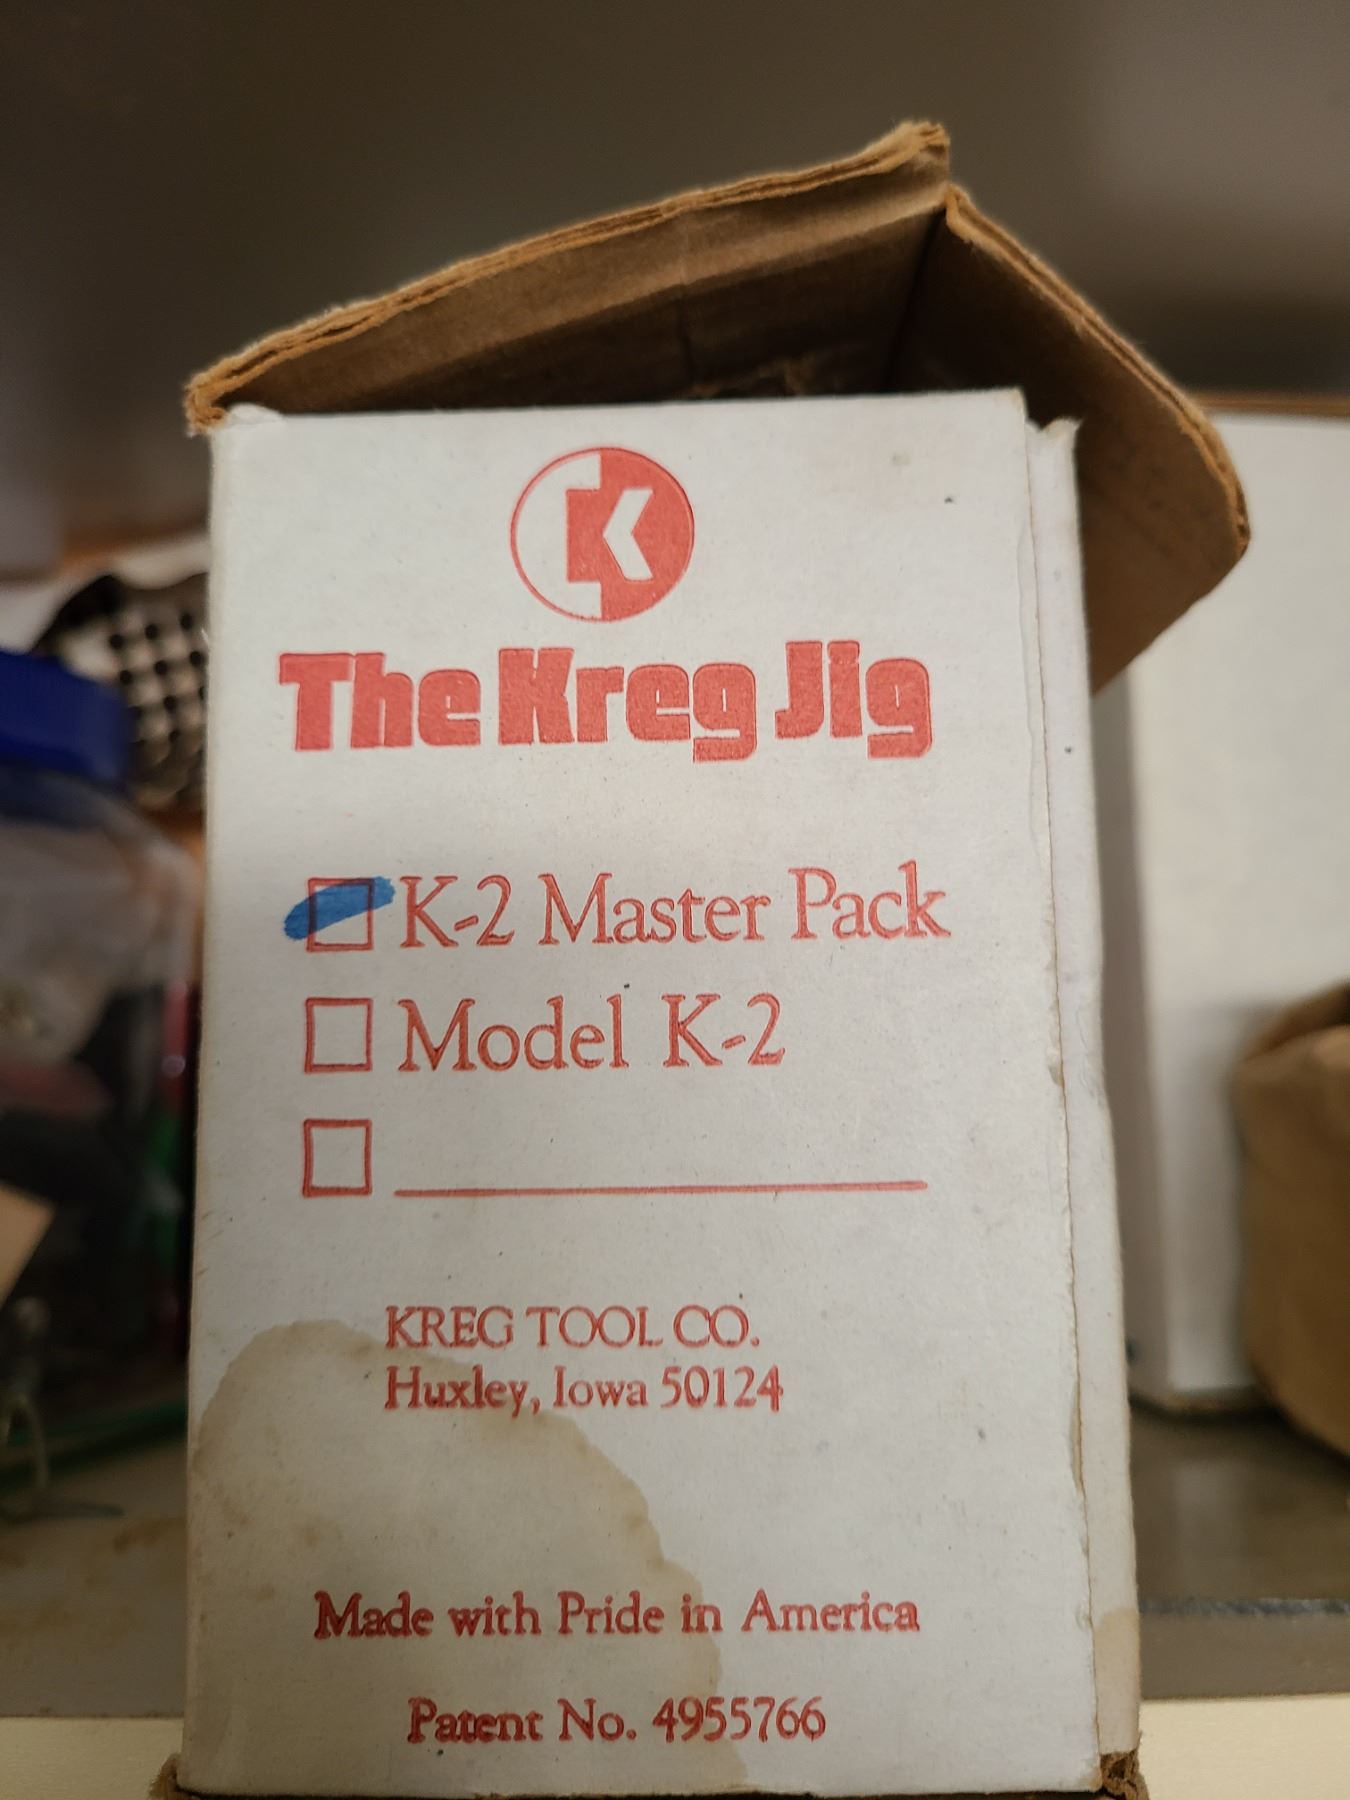 K
The Kreg Jig
K-2 Master Pack
Model K-2
KREG TOOL CO.
Huxley, Iowa 50124
Made with Pride in America
Patent No. 4955766